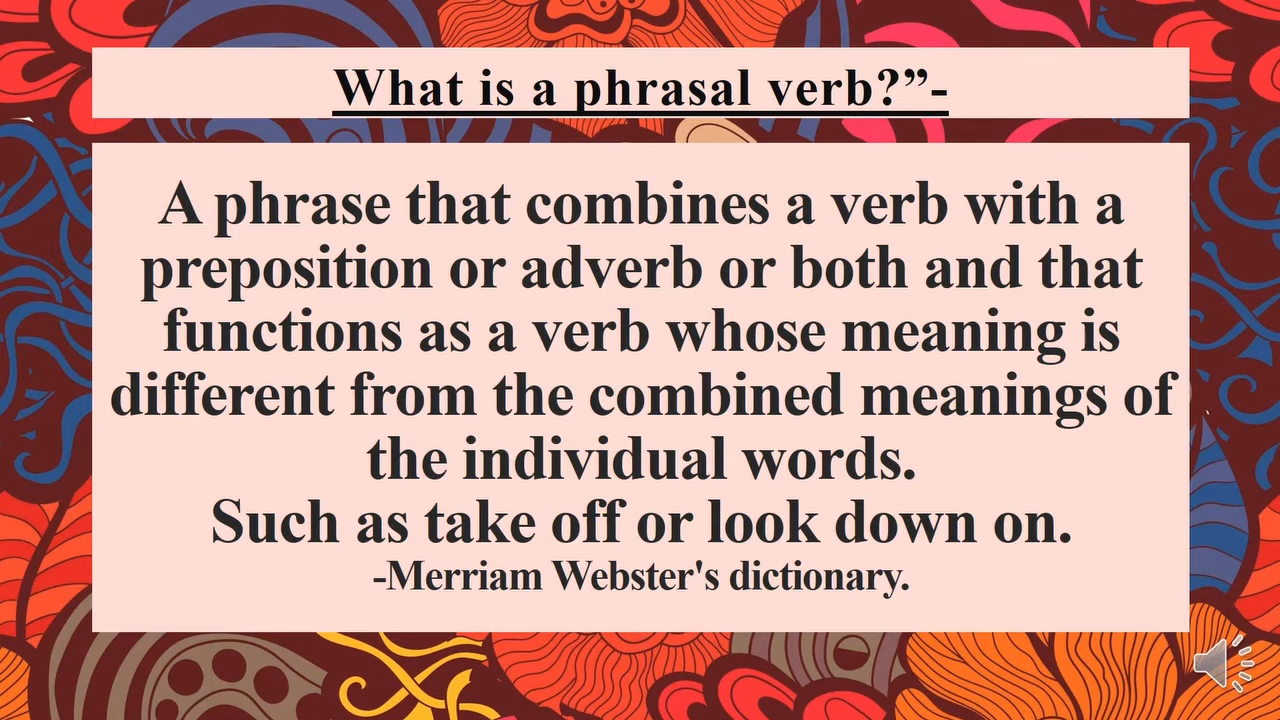 What is a phrasal verb?”-
A phrase that combines a verb with a
preposition or adverb or both and that
functions as a verb whose meaning is
different from the combined meanings of
the individual words.
Such as take off or look down on.
-Merriam Webster's dictionary.